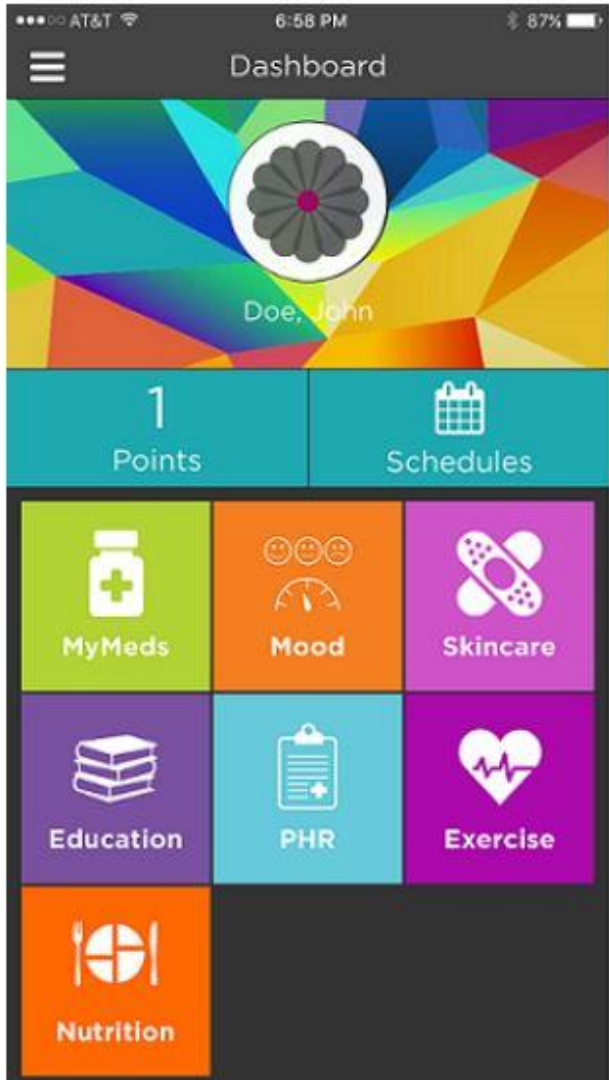 AT&T 6:58 PM 87%
Dashboard
Doe, John
1
Points Schedules
MyMeds Mood Skincare
Education PHR Exercise
Nutrition